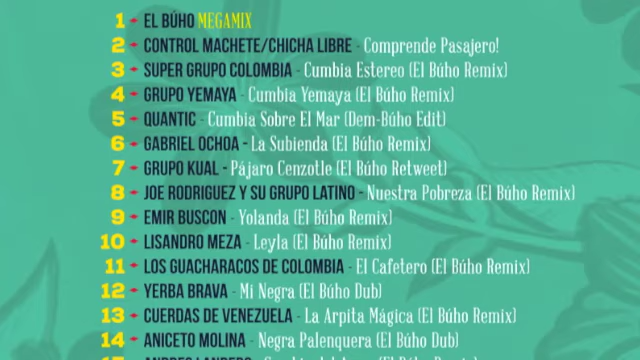 1 EL BÚHO MEGAMIX
2 CONTROL MACHETE/CHICHA LIBRE - Comprende Pasajero!
3 SUPER GRUPO COLOMBIA - Cumbia Estereo (El Búho Remix)
4 GRUPO YEMAYA - Cumbia Yemaya (El Búho Remix)
5 QUANTIC - Cumbia Sobre El Mar (Dem-Búho Edit)
6 GABRIEL OCHOA - La Subienda (El Búho Remix)
7 GRUPO KUAL - Pájaro Cenzotle (El Búho Retweet)
8 JOE RODRIGUEZ Y SU GRUPO LATINO - Nuestra Pobreza (El Búho Remix)
9 EMIR BUSCON - Yolanda (El Búho Remix)
10 LISANDRO MEZA - Leyla (El Búho Remix)
11 LOS GUACHARACOS DE COLOMBIA - El Cafetero (El Búho Remix)
12 YERBA BRAVA - Mi Negra (El Búho Dub)
13 CUERDAS DE VENEZUELA - La Arpita Mágica (El Búho Remix)
14 ANICETO MOLINA - Negra Palenquera (El Búho Dub)
15 ANDRES LANDERO - (El Búho Remix)